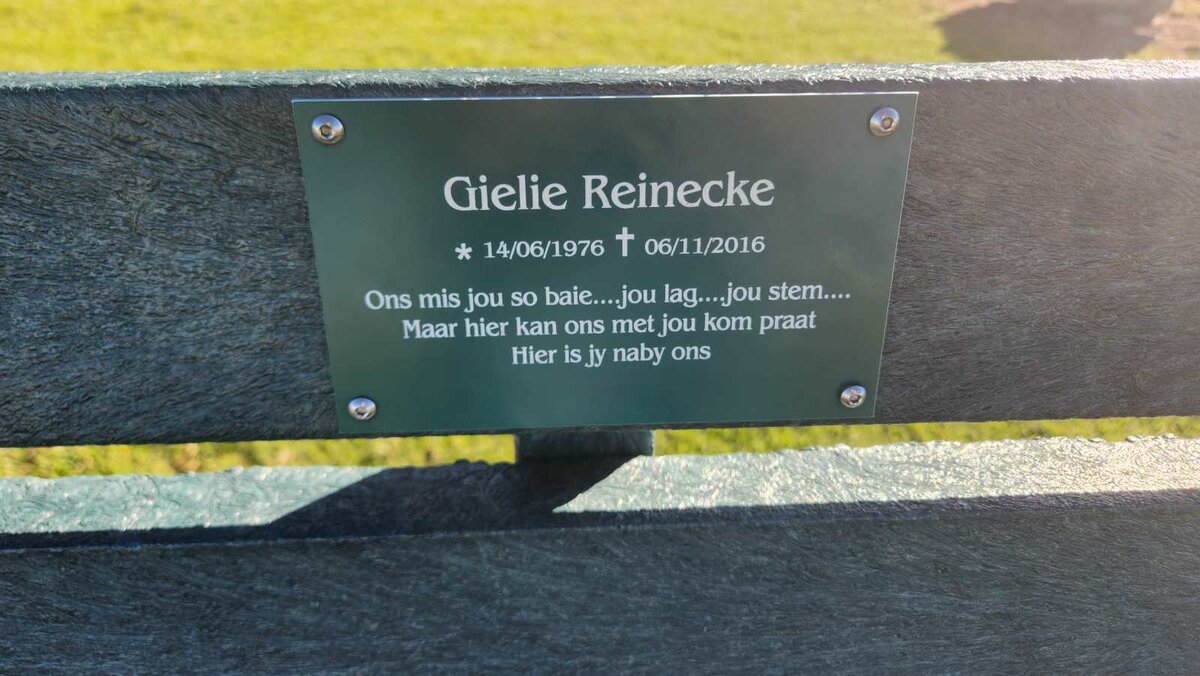 Gielie Reinecke
* 14/06/1976 ✝ 06/11/2016
Ons mis jou so baie....jou lag....jou stem....
Maar hier kan ons met jou kom praat
Hier is jy naby ons